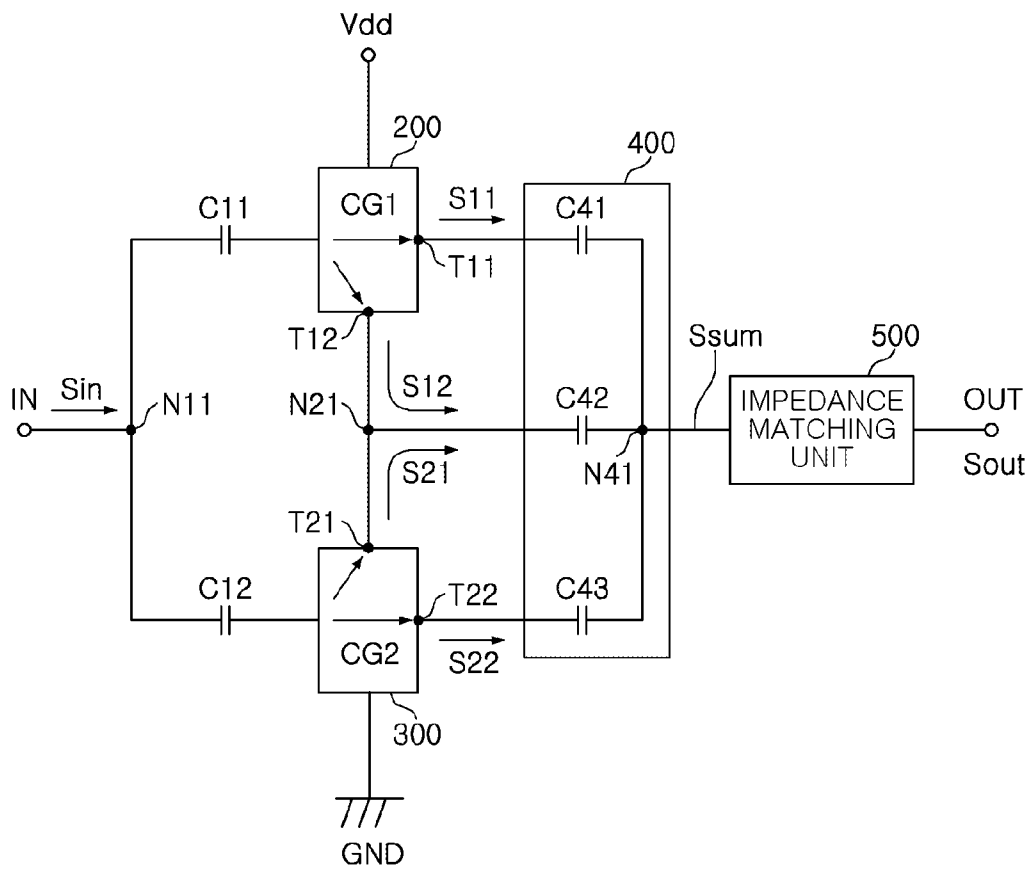 Vdd
200
400
CG1
S11
C11
C41
T11
T12
Ssum
500
IN
Sin
N11
N21
S12
C42
IMPEDANCE
MATCHING
UNIT
OUT
Sout
S21
N41
T21
C12
T22
C43
CG2
S22
300
GND